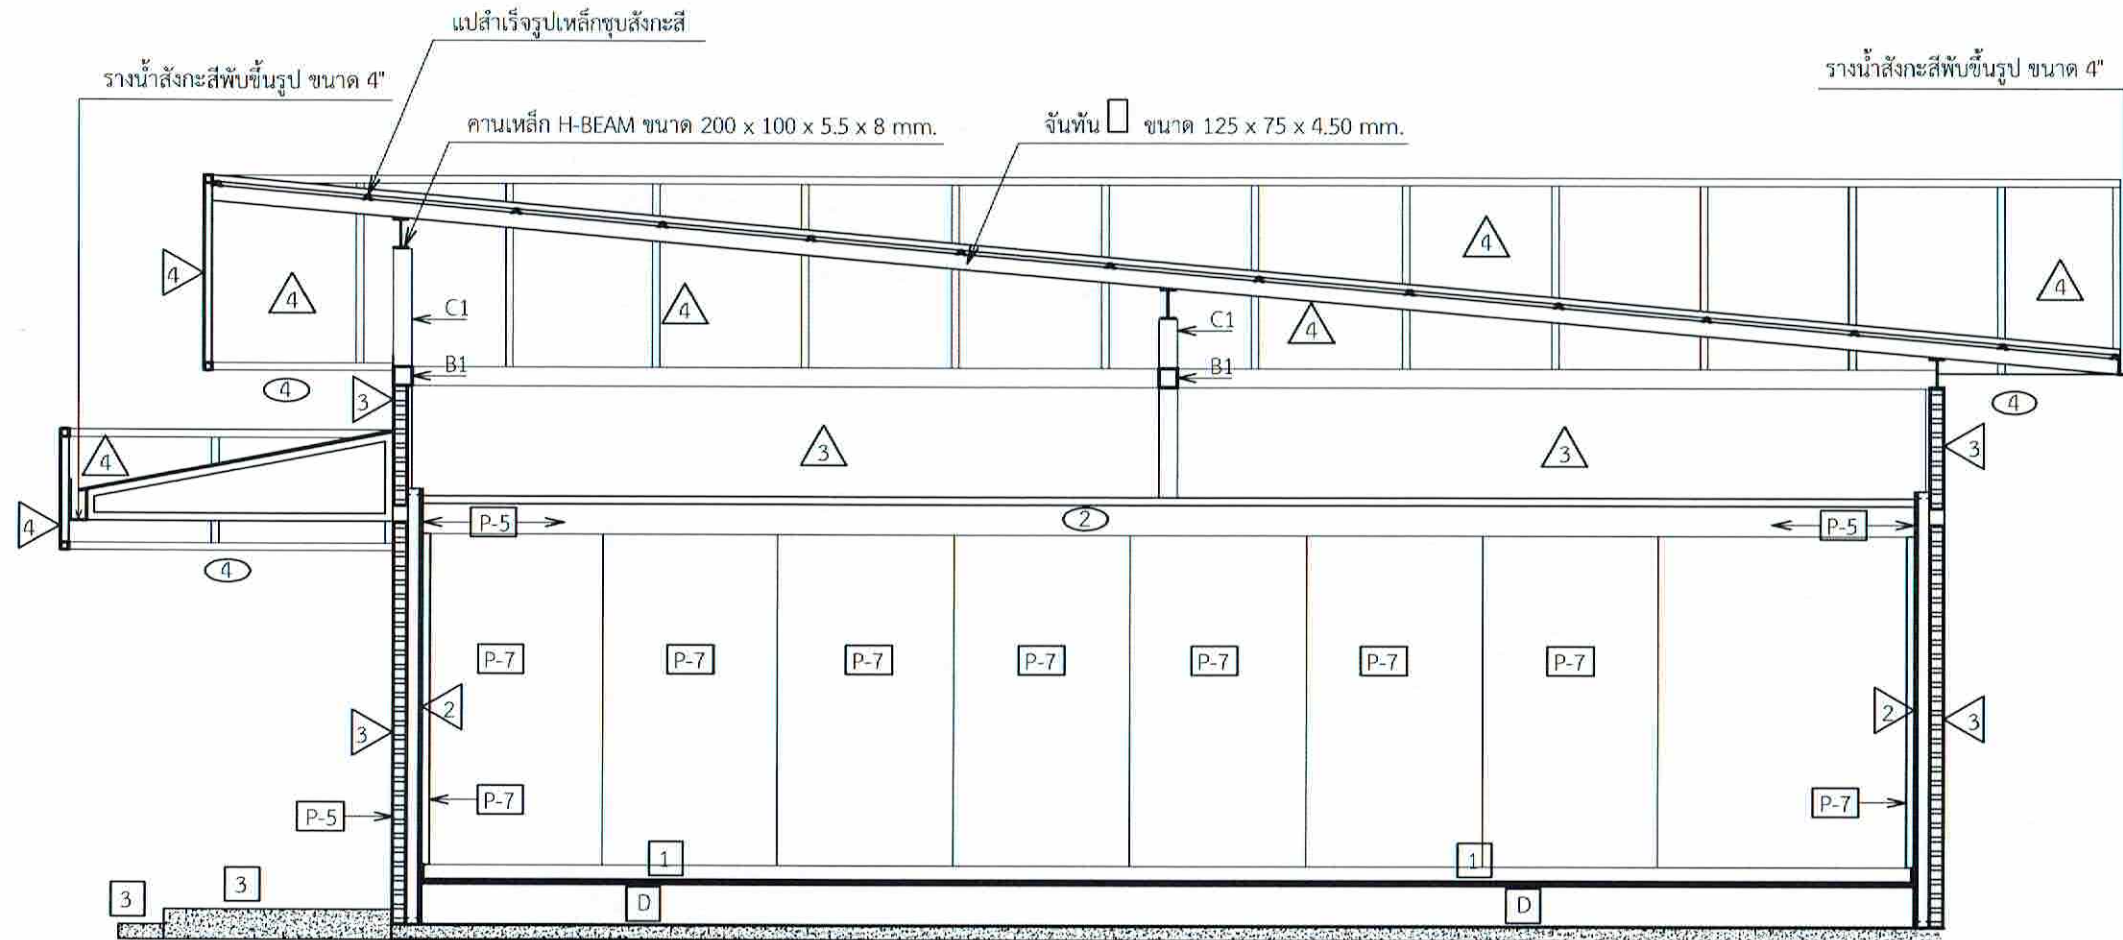 แปสำเร็จรูปเหล็กชุบสังกะสี
รางน้ำสังกะสีพับขึ้นรูป ขนาด 4"
รางน้ำสังกะสีพับขึ้นรูป ขนาด 4"
คานเหล็ก H-BEAM ขนาด 200 x 100 x 5.5 x 8 mm.
จันทัน ขนาด 125 x 75 x 4.50 mm.
4
4
4
4
4
4
C1
C1
B1
B1
4
3
4
4
3
3
3
4
P-5
2
P-5
4
P-7
P-7
P-7
P-7
P-7
P-7
P-7
2
2
3
3
P-7
P-7
P-5
1
1
3
3
D
D